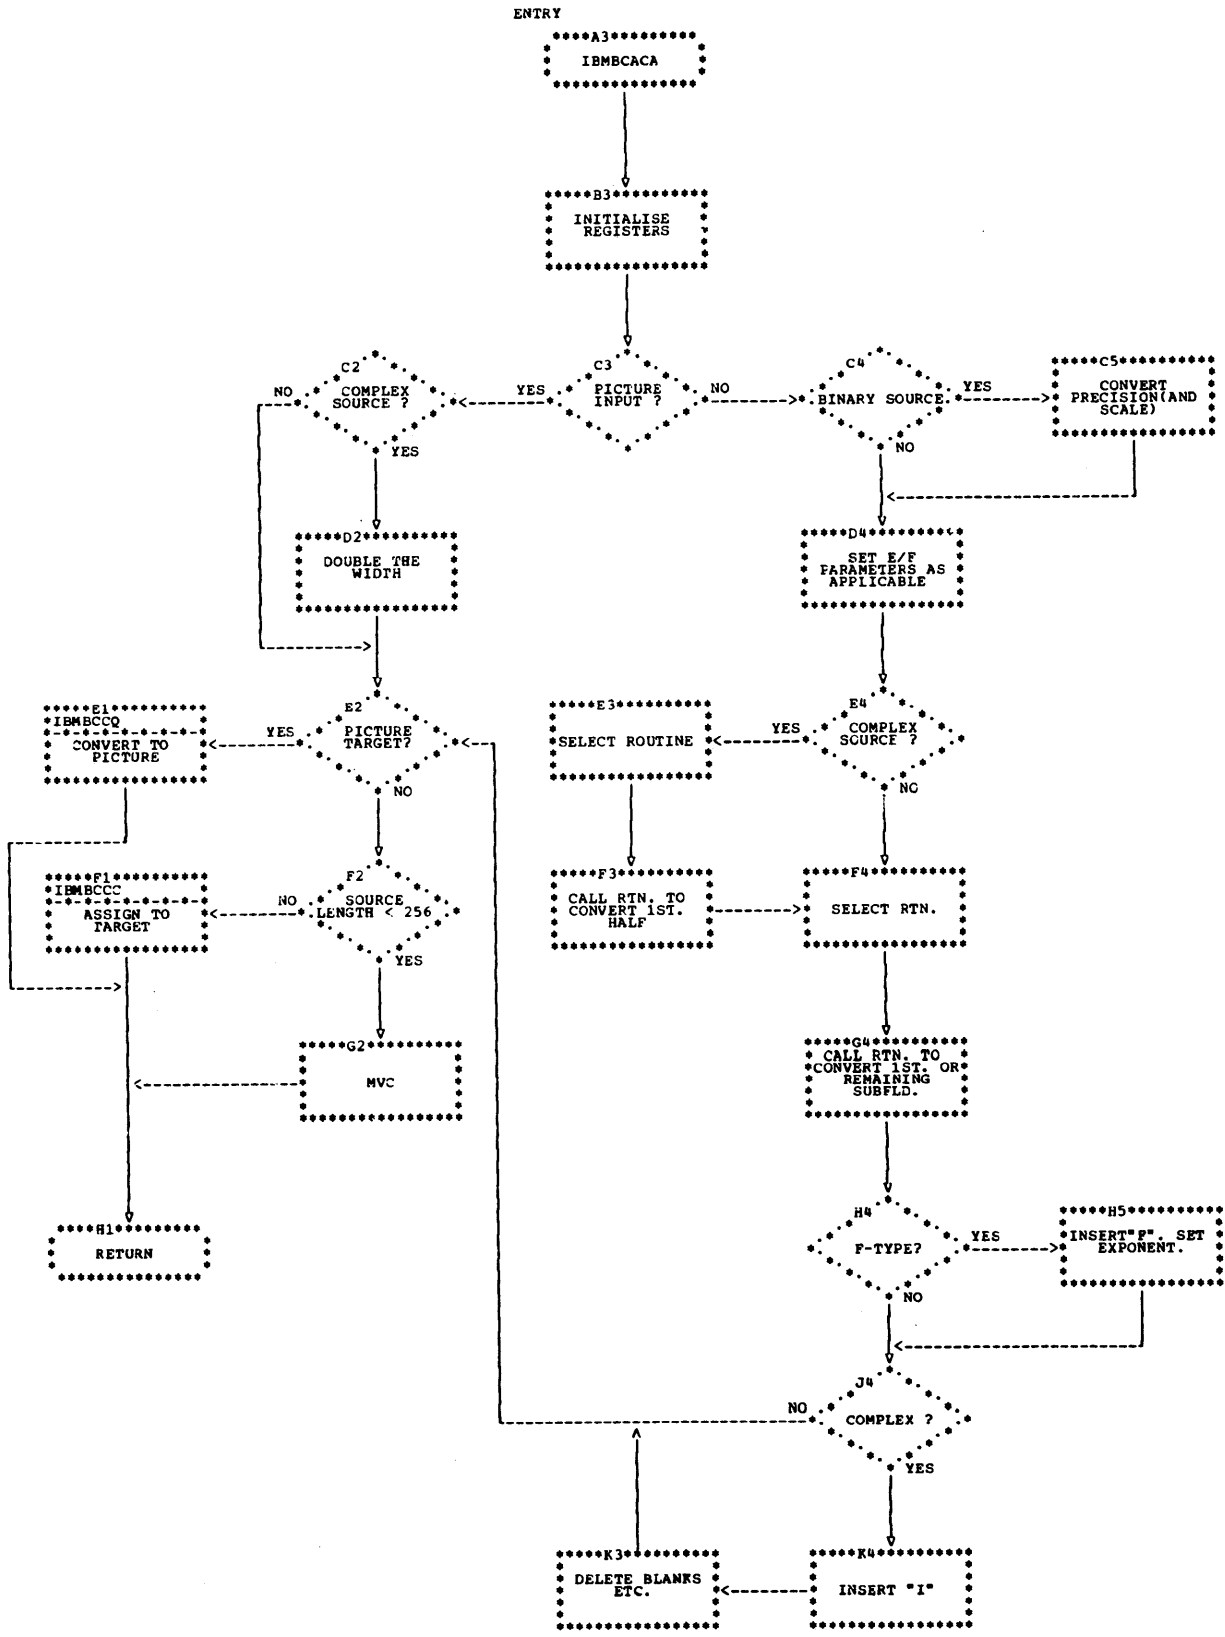 ENTRY
A3
IBMBCACA
B3
INITIALISE
REGISTERS
C2
NO
COMPLEX
SOURCE ?
YES
C3
YES
PICTURE
INPUT ?
NO
C4
BINARY SOURCE
YES
NO
C5
CONVERT
PRECISION(AND
SCALE)
D2
DOUBLE THE
WIDTH
D4
SET E/F
PARAMETERS AS
APPLICABLE
E1
IBMBCCQ
CONVERT TO
PICTURE
E2
YES
PICTURE
TARGET?
NO
E3
SELECT ROUTINE
E4
YES
COMPLEX
SOURCE ?
NO
F1
IBMBCCC
ASSIGN TO
TARGET
F2
NO
SOURCE
LENGTH < 256
YES
F3
CALL RTN. TO
CONVERT 1ST.
HALF
F4
SELECT RTN.
G2
MVC
G4
CALL RTN. TO
CONVERT 1ST. OR
REMAINING
SUBFLD.
H1
RETURN
H4
F-TYPE?
YES
NO
H5
INSERT"F". SET
EXPONENT.
J4
NO
COMPLEX ?
YES
K3
DELETE BLANKS
ETC.
K4
INSERT "I"